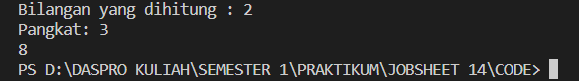 Bilangan yang dihitung : 2
Pangkat: 3
8
PS D:\DASPRO KULIAH\SEMESTER 1\PRAKTIKUM\JOBSHEET 14\CODE>